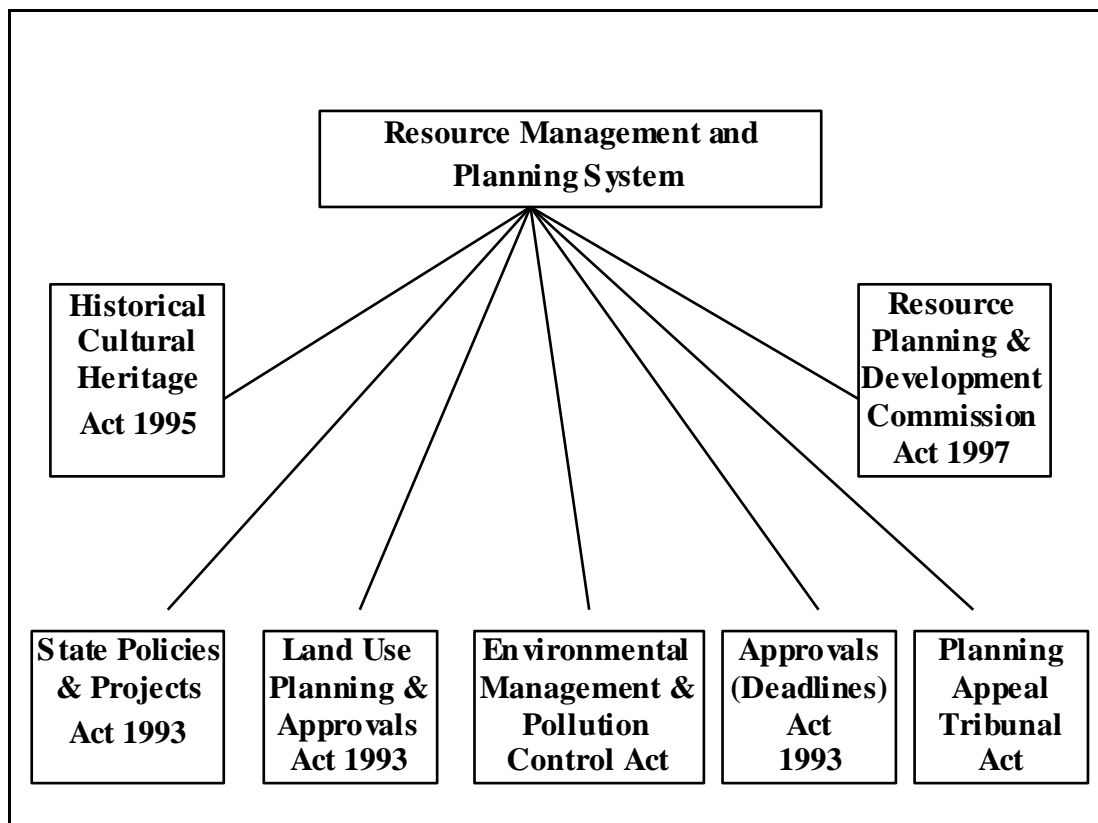 Resource Management and
Planning System
Historical
Cultural
Heritage
Act 1995
Resource
Planning &
Development
Commission
Act 1997
State Policies
& Projects
Act 1993
Land Use
Planning &
Approvals
Act 1993
Environmental
Management &
Pollution
Control Act
Approvals
(Deadlines)
Act
1993
Planning
Appeal
Tribunal
Act